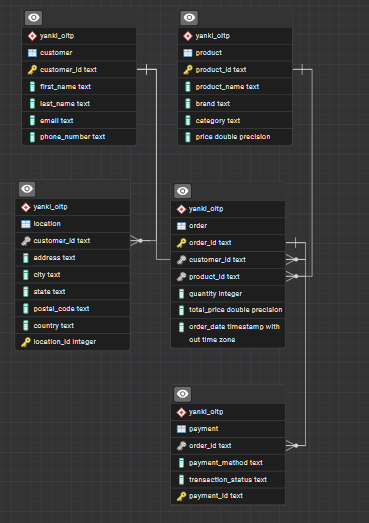 yanki_oltp
customer
customer_id text
first_name text
last_name text
email text
phone_number text
yanki_oltp
product
product_id text
product_name text
brand text
category text
price double precision
yanki_oltp
location
customer_id text
address text
city text
state text
postal_code text
country text
location_id integer
yanki_oltp
order
order_id text
customer_id text
product_id text
quantity integer
total_price double precision
order_date timestamp with
out time zone
yanki_oltp
payment
order_id text
payment_method text
transaction_status text
payment_id text